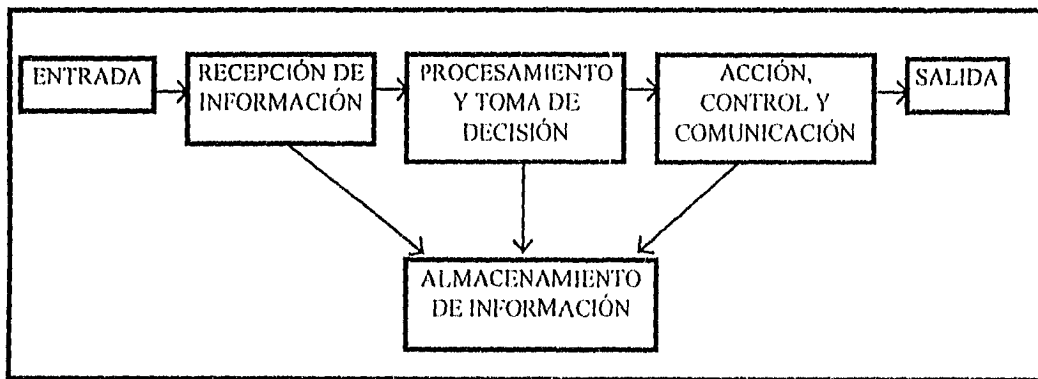 ENTRADA
RECEPCIÓN DE
INFORMACIÓN
PROCESAMIENTO
Y TOMA DE
DECISIÓN
ACCIÓN,
CONTROL Y
COMUNICACIÓN
SALIDA
ALMACENAMIENTO
DE INFORMACIÓN